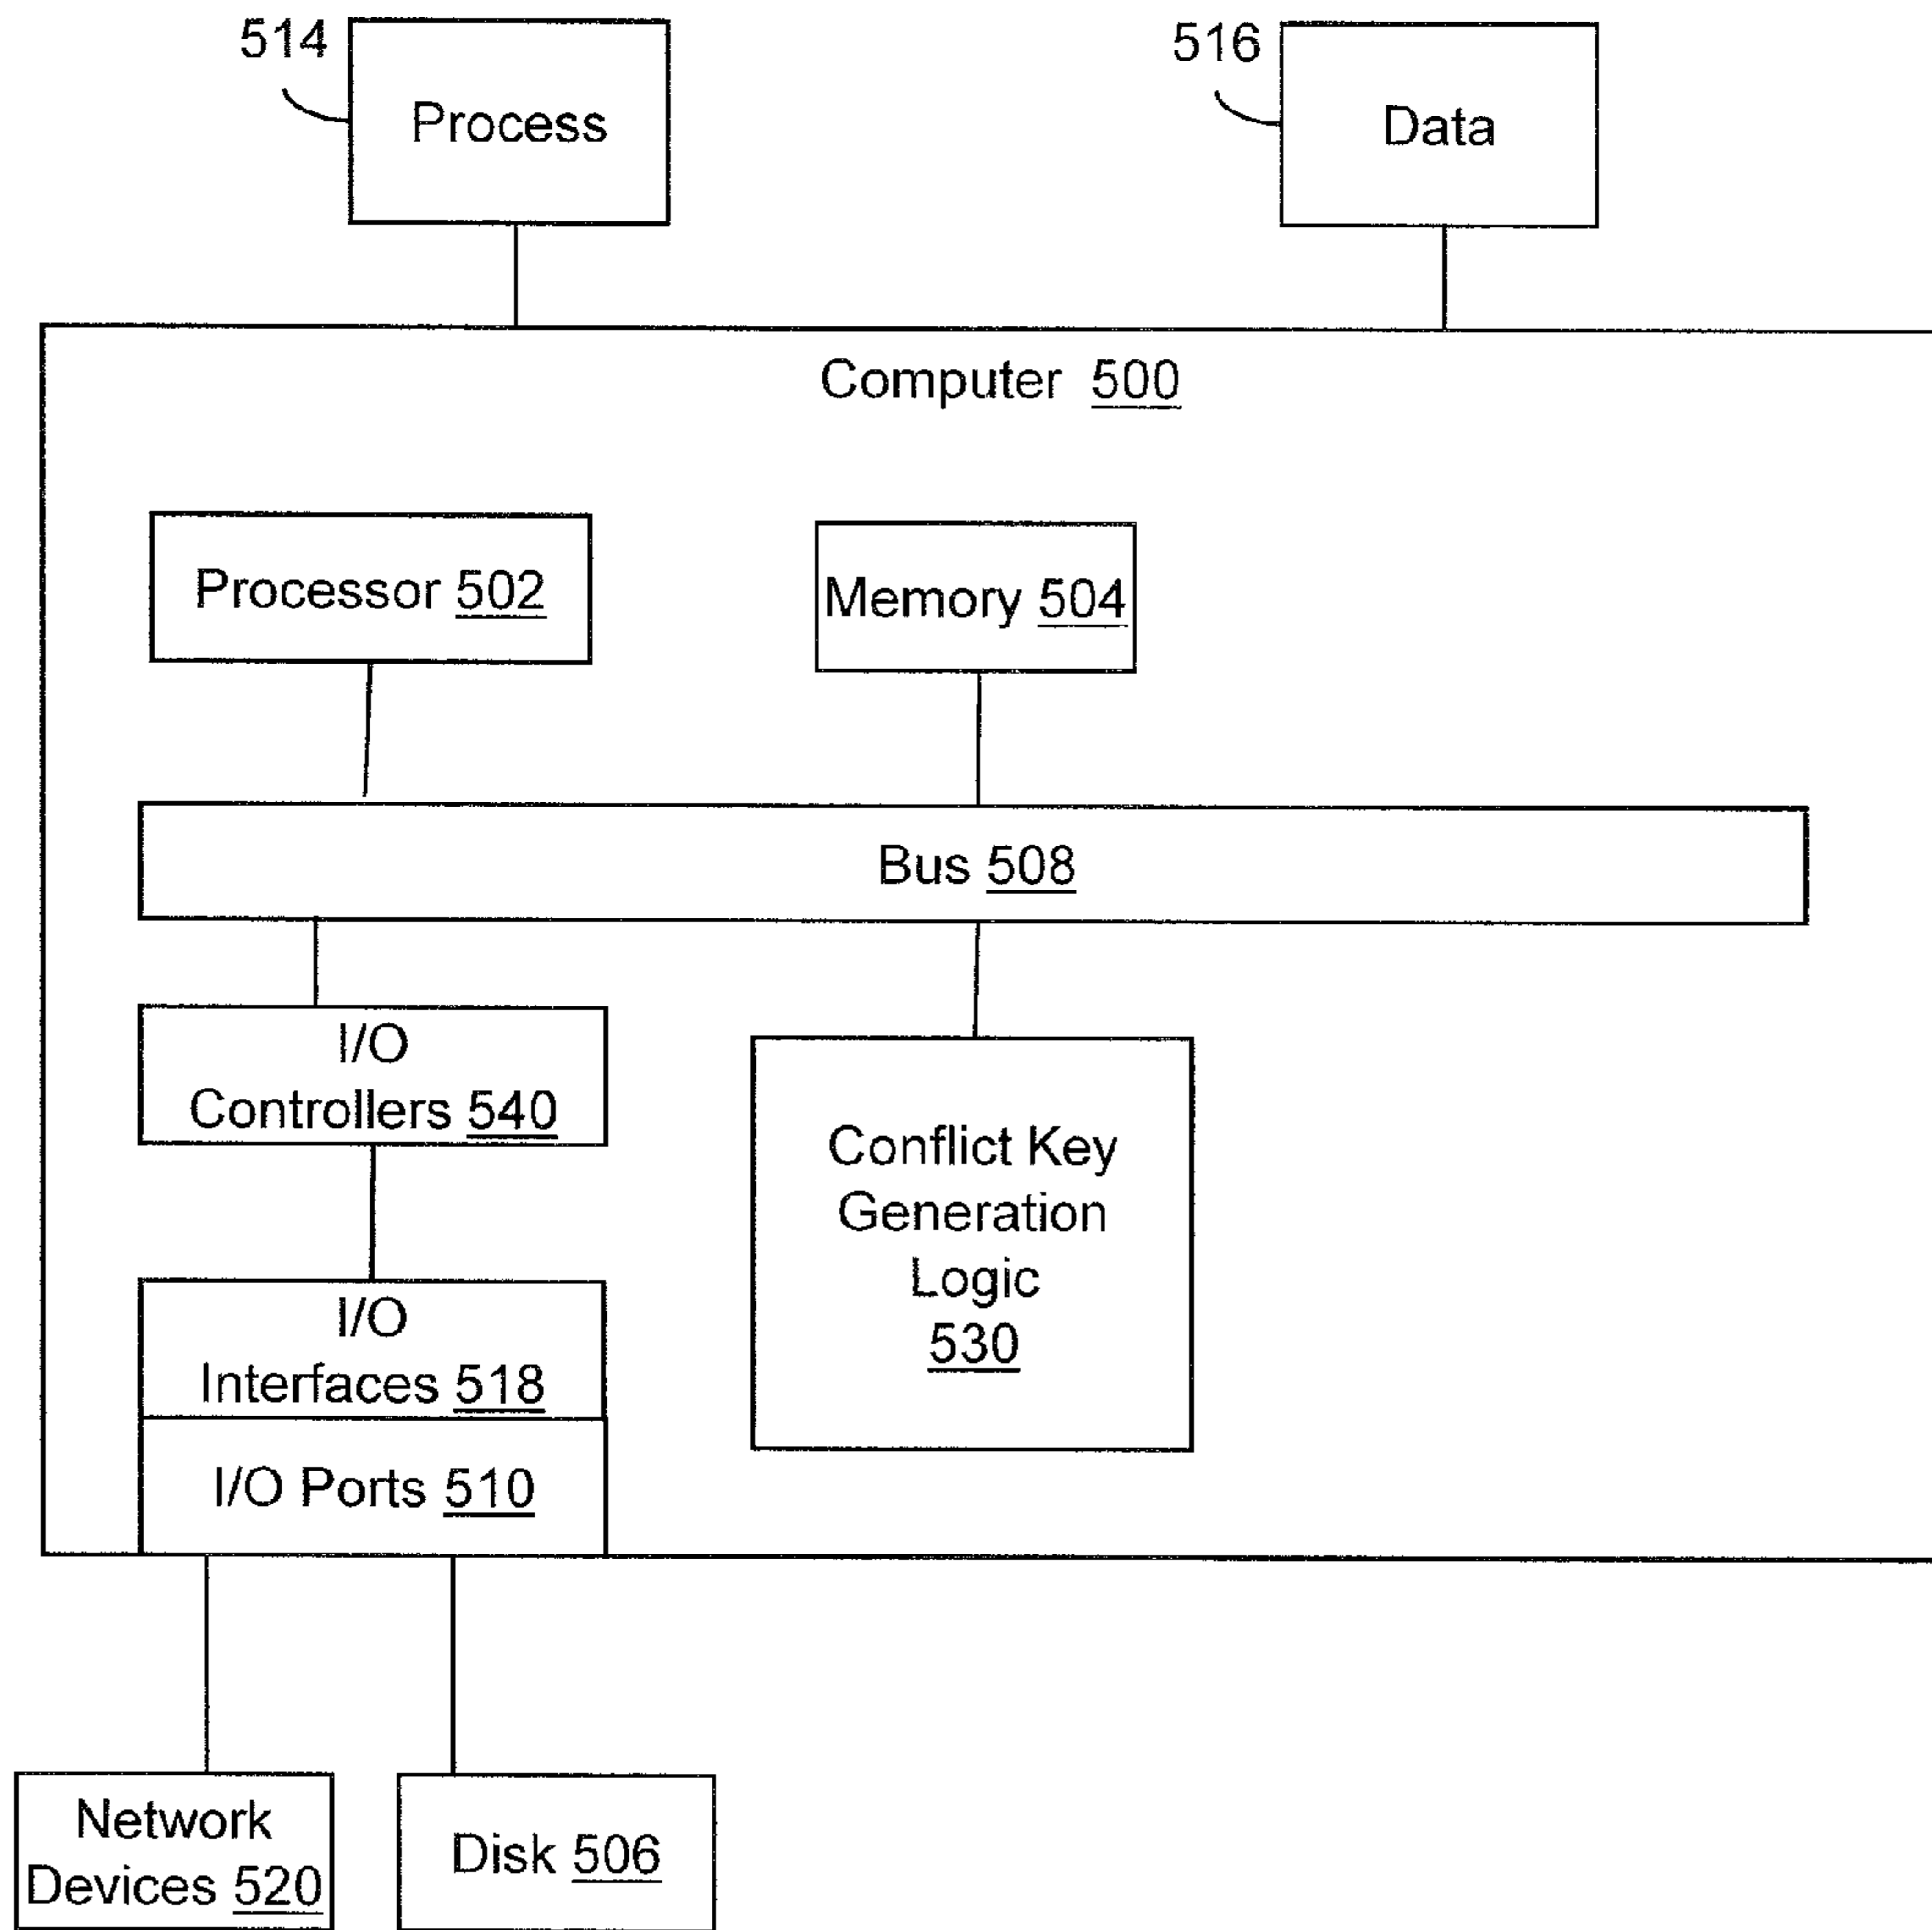 514
Process
516
Data
Computer 500
Processor 502
Memory 504
Bus 508
I/O
Controllers 540
Conflict Key
Generation
Logic
530
I/O
Interfaces 518
I/O Ports 510
Network
Devices 520
Disk 506